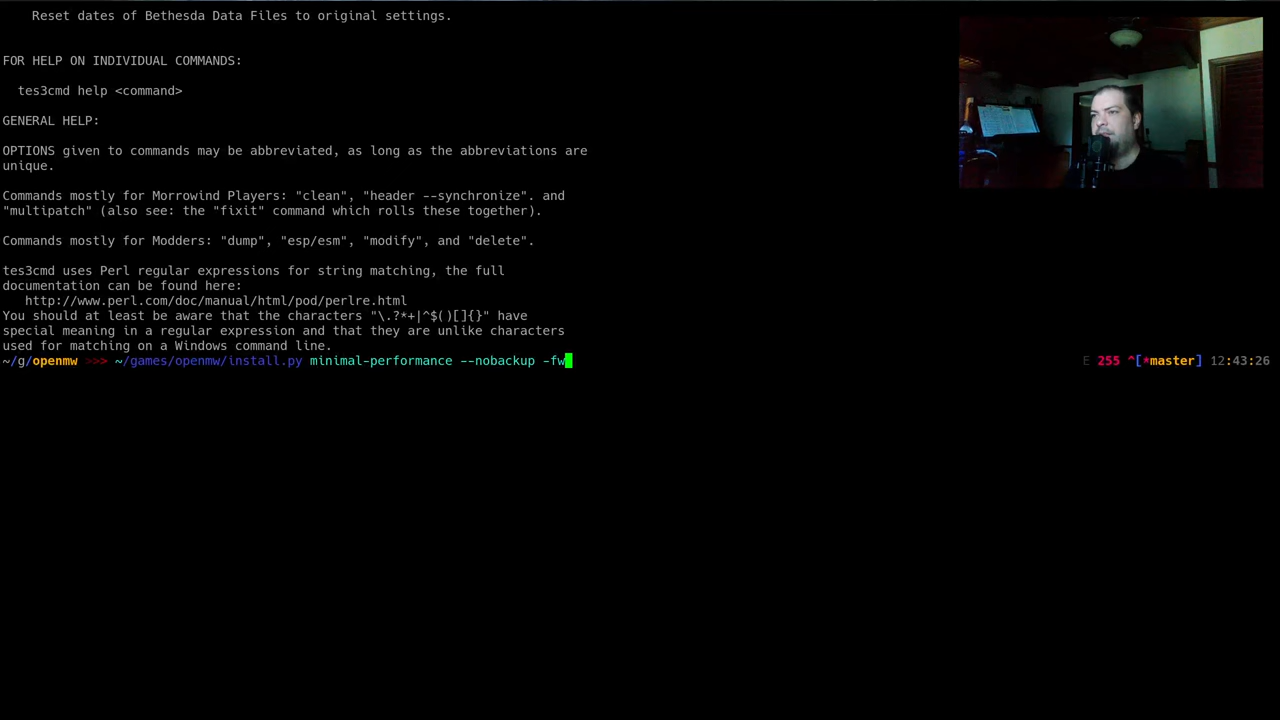 Reset dates of Bethesda Data Files to original settings.
FOR HELP ON INDIVIDUAL COMMANDS:
tes3cmd help <command>
GENERAL HELP:
OPTIONS given to commands may be abbreviated, as long as the abbreviations are
unique.
Commands mostly for Morrowind Players: "clean", "header --synchronize". and
"multipatch" (also see: the "fixit" command which rolls these together).
Commands mostly for Modders: "dump", "esp/esm", "modify", and "delete".
tes3cmd uses Perl regular expressions for string matching, the full
documentation can be found here:
http://www.perl.com/doc/manual/html/pod/perlre.html
You should at least be aware that the characters "\.?*+|^$()[]{}" have
special meaning in a regular expression and that they are unlike characters
used for matching on a Windows command line.
~/g/openmw >>> ~/games/openmw/install.py minimal-performance --nobackup -fw E 255 ^[*master] 12:43:26